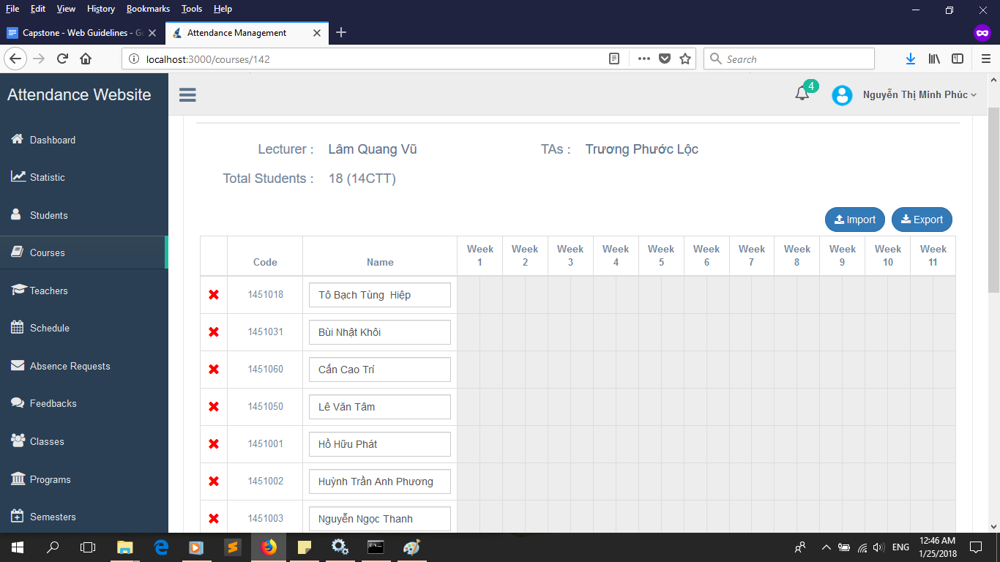 File Edit View History Bookmarks Tools Help
Capstone - Web Guidelines - Go
Attendance Management
localhost:3000/courses/142
Search
Attendance Website
4
Nguyễn Thị Minh Phúc
Dashboard
Statistic
Students
Courses
Teachers
Schedule
Absence Requests
Feedbacks
Classes
Programs
Semesters
Lecturer : Lâm Quang Vũ TAs : Trương Phước Lộc
Total Students : 18 (14CTT)
Import Export
Code Name Week 1 Week 2 Week 3 Week 4 Week 5 Week 6 Week 7 Week 8 Week 9 Week 10 Week 11
1451018 Tô Bạch Tùng  Hiệp
1451031 Bùi Nhật Khôi
1451060 Cấn Cao Trí
1451050 Lê Văn Tâm
1451001 Hồ Hữu Phát
1451002 Huỳnh Trần Anh Phương
1451003 Nguyễn Ngọc Thanh
ENG
12:46 AM
1/25/2018